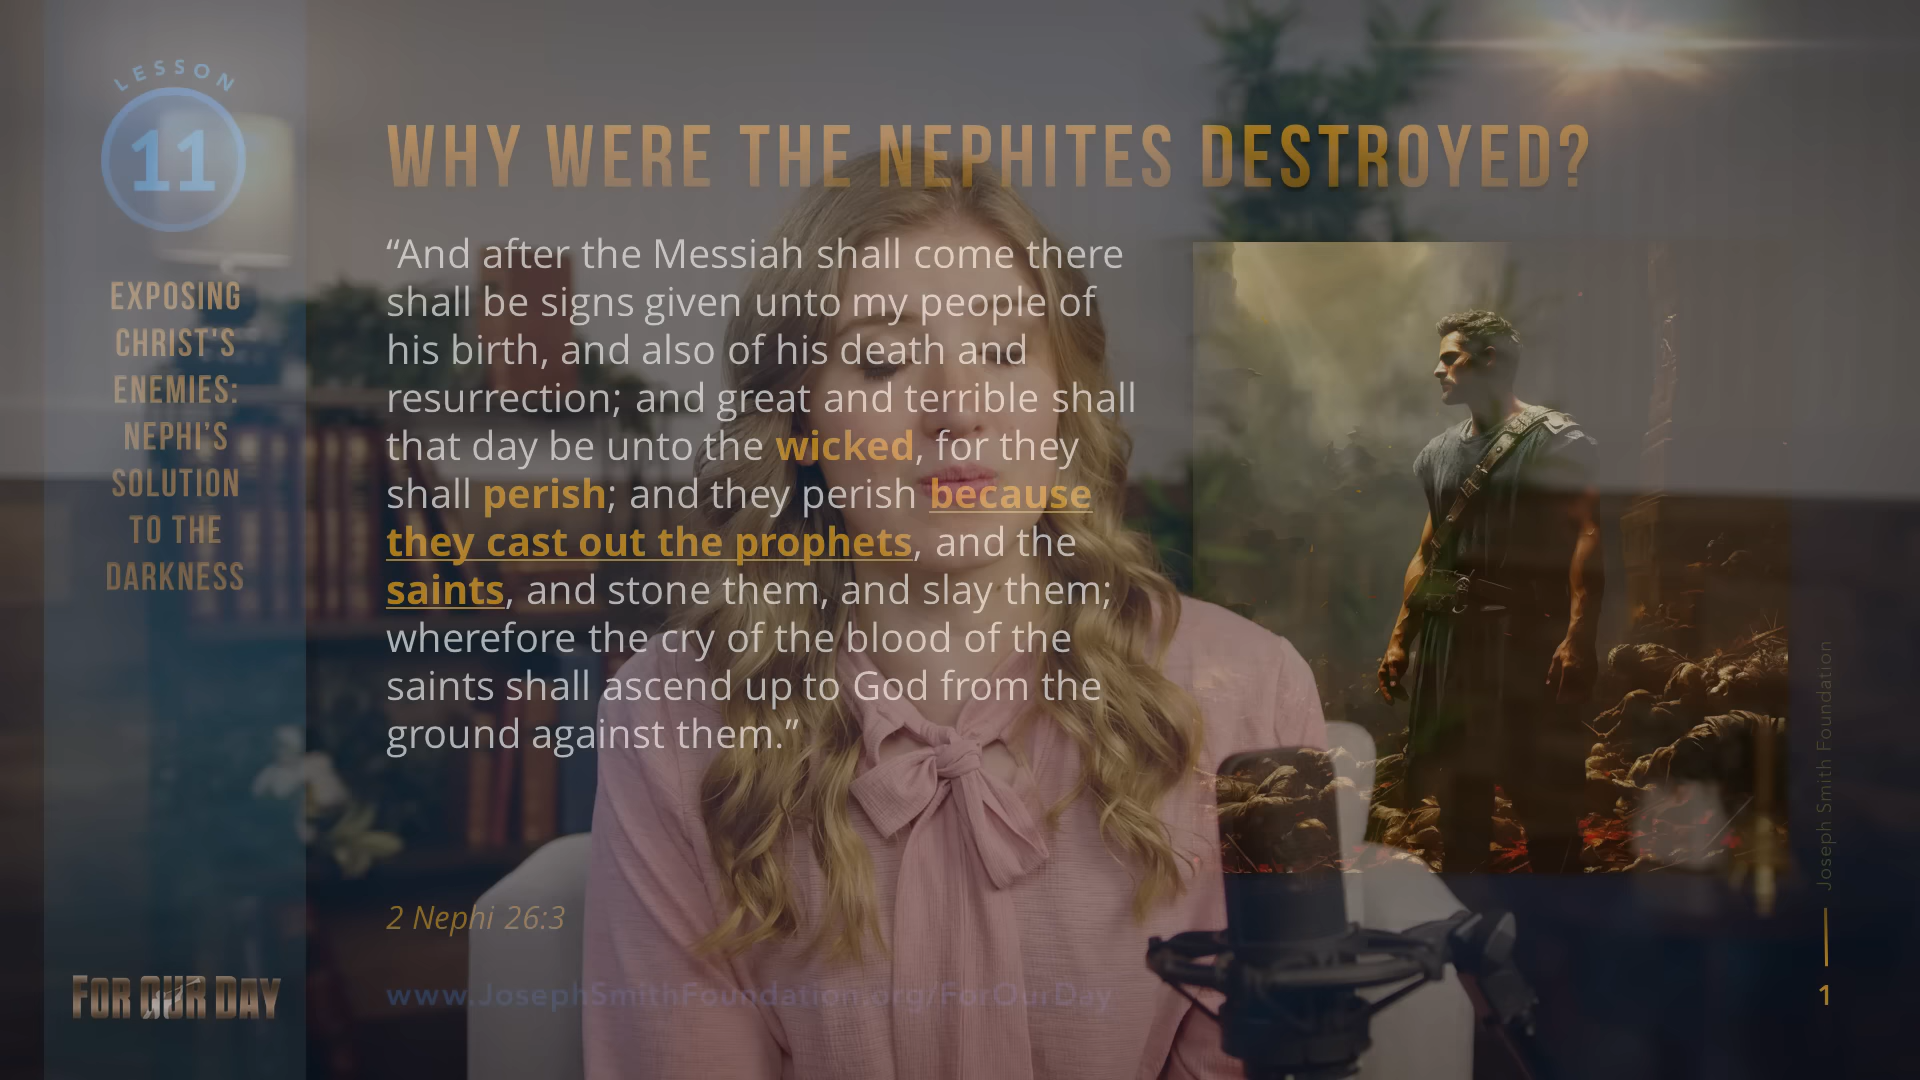 LESSON
11
EXPOSING
CHRIST'S
ENEMIES:
NEPHI'S
SOLUTION
TO THE
DARKNESS
FOR OUR DAY
WHY WERE THE NEPHITES DESTROYED?
“And after the Messiah shall come there
shall be signs given unto my people of
his birth, and also of his death and
resurrection; and great and terrible shall
that day be unto the wicked, for they
shall perish; and they perish because
they cast out the prophets, and the
saints, and stone them, and slay them;
wherefore the cry of the blood of the
saints shall ascend up to God from the
ground against them.”
2 Nephi 26:3
www.JosephSmithFoundation.org/ForOurDay
Joseph Smith Foundation
1